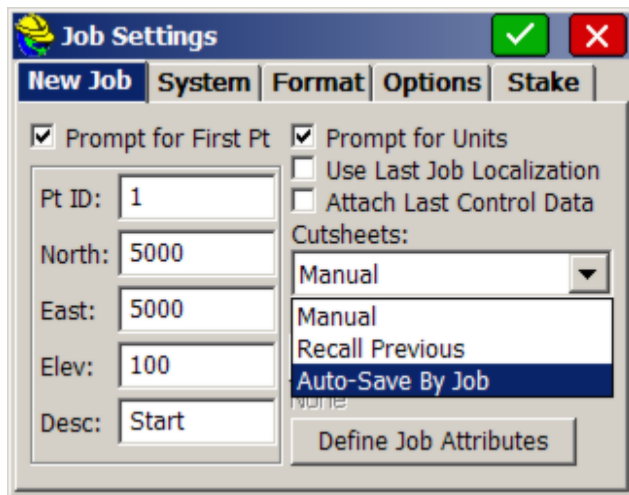 Job Settings
New Job System Format Options Stake
Prompt for First Pt
Prompt for Units
Use Last Job Localization
Attach Last Control Data
Pt ID: 1
North: 5000
East: 5000
Elev: 100
Desc: Start
Cutsheets:
Manual
Manual
Recall Previous
Auto-Save By Job
None
Define Job Attributes